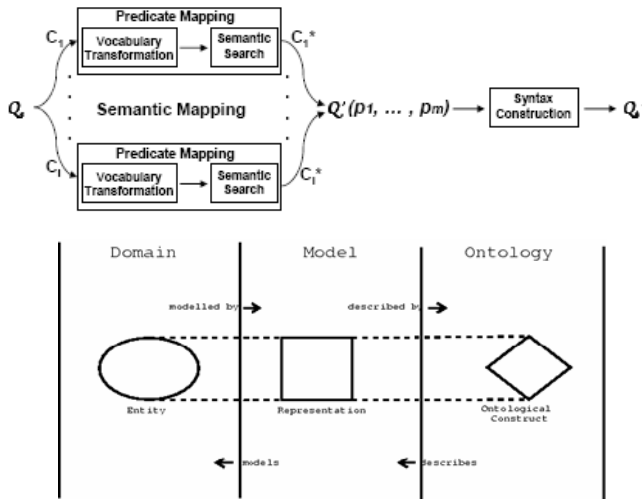 Predicate Mapping
C₁ Vocabulary Transformation Semantic Search C₁*
Semantic Mapping
Q Q'(p₁, ... , pₘ) Syntax Construction Q
Predicate Mapping
Cₗ Vocabulary Transformation Semantic Search Cₗ*
Domain Model Ontology
modelled by described by
Entity Representation Ontological Construct
models describes